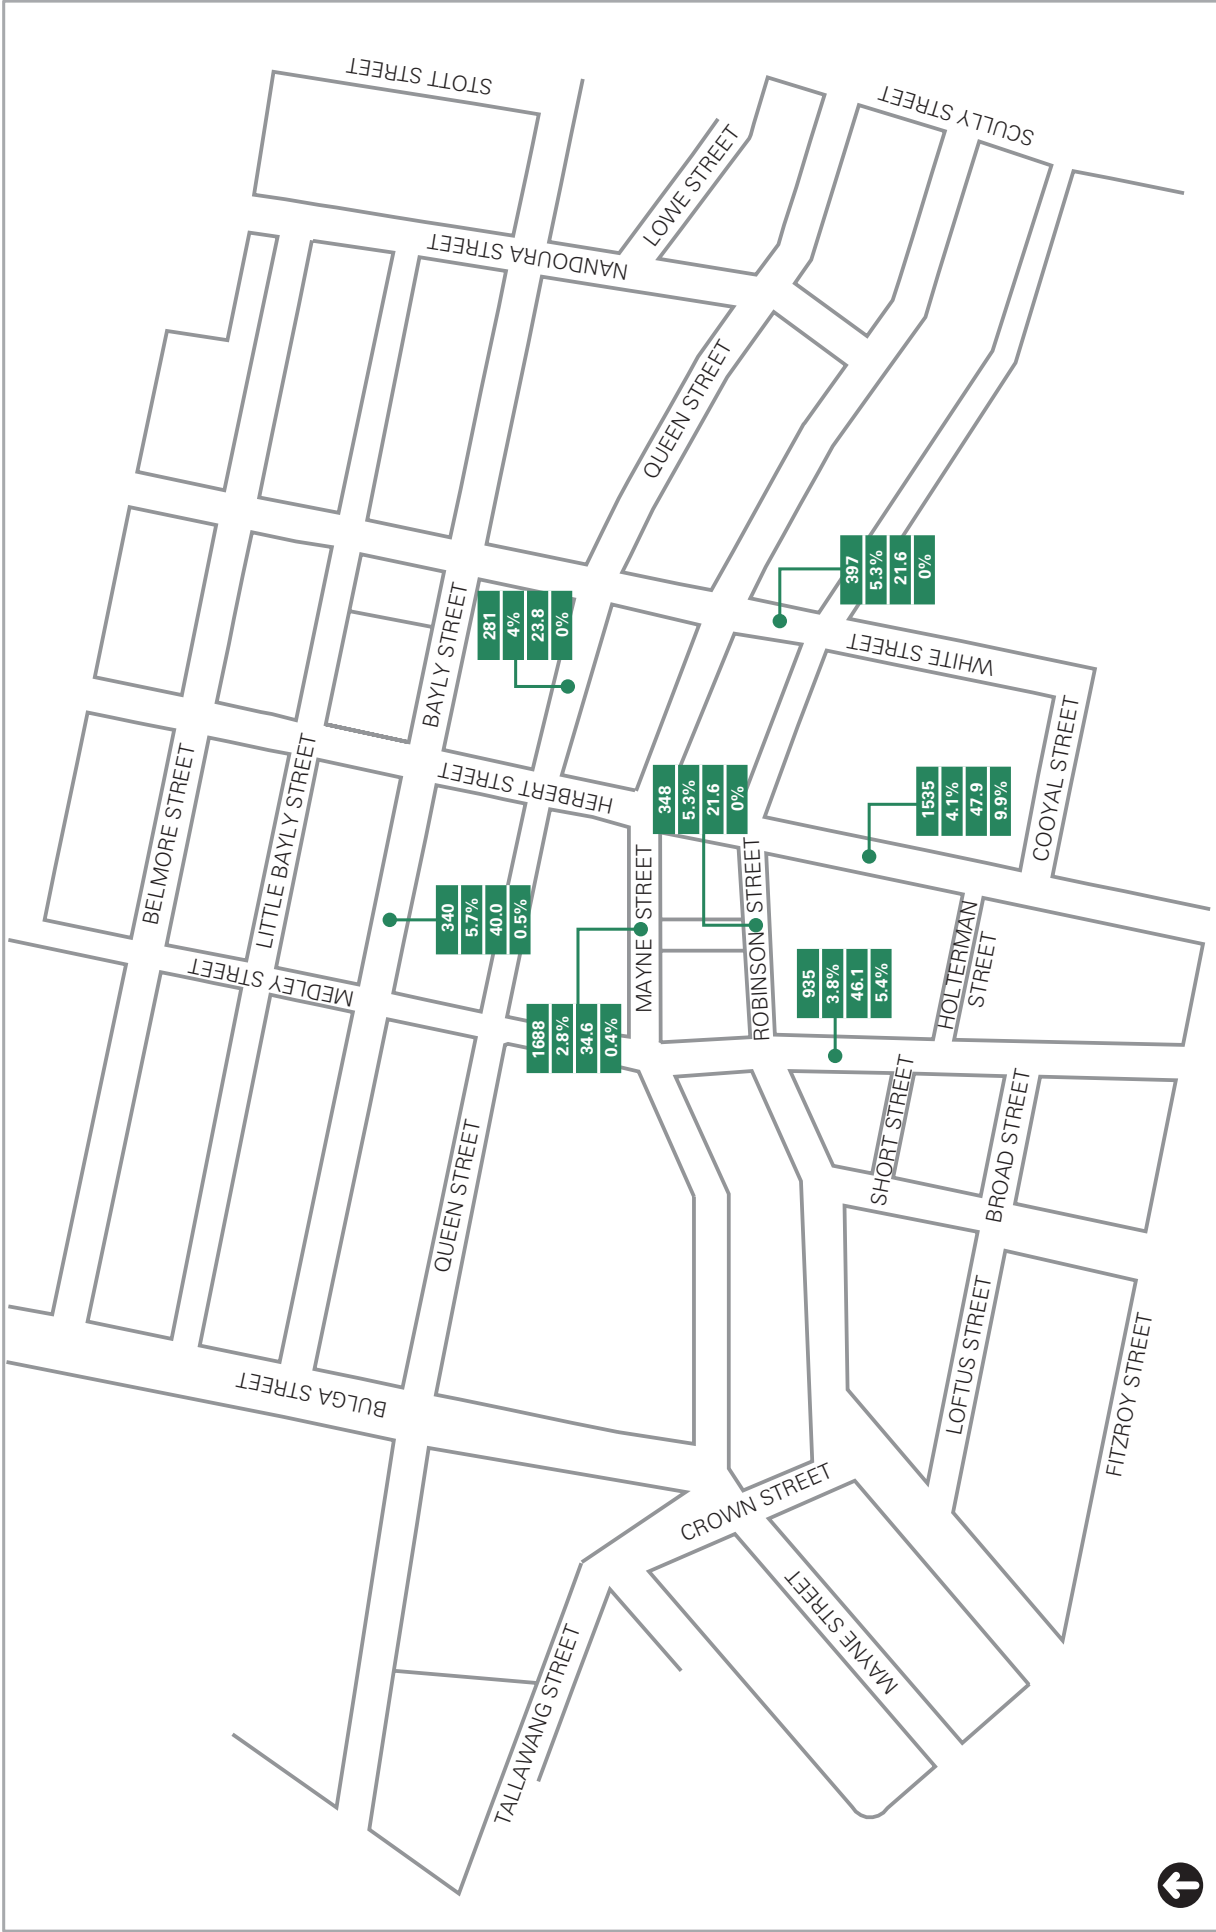 STOTT STREET
SCULLY STREET
LOWE STREET
NANDOURA STREET
QUEEN STREET
397
5.3%
21.6
0%
281
4%
23.8
0%
BAYLY STREET
WHITE STREET
COOYAL STREET
HERBERT STREET
BELMORE STREET
LITTLE BAYLY STREET
348
5.3%
21.6
0%
1535
4.1%
47.9
9.9%
340
5.7%
40.0
0.5%
MAYNE STREET
ROBINSON STREET
HOLTERMAN
STREET
MEDLEY STREET
935
3.8%
46.1
5.4%
1688
2.8%
34.6
0.4%
SHORT STREET
BROAD STREET
QUEEN STREET
LOFTUS STREET
FITZROY STREET
BULGA STREET
CROWN STREET
MAYNE STREET
TALLAWANG STREET